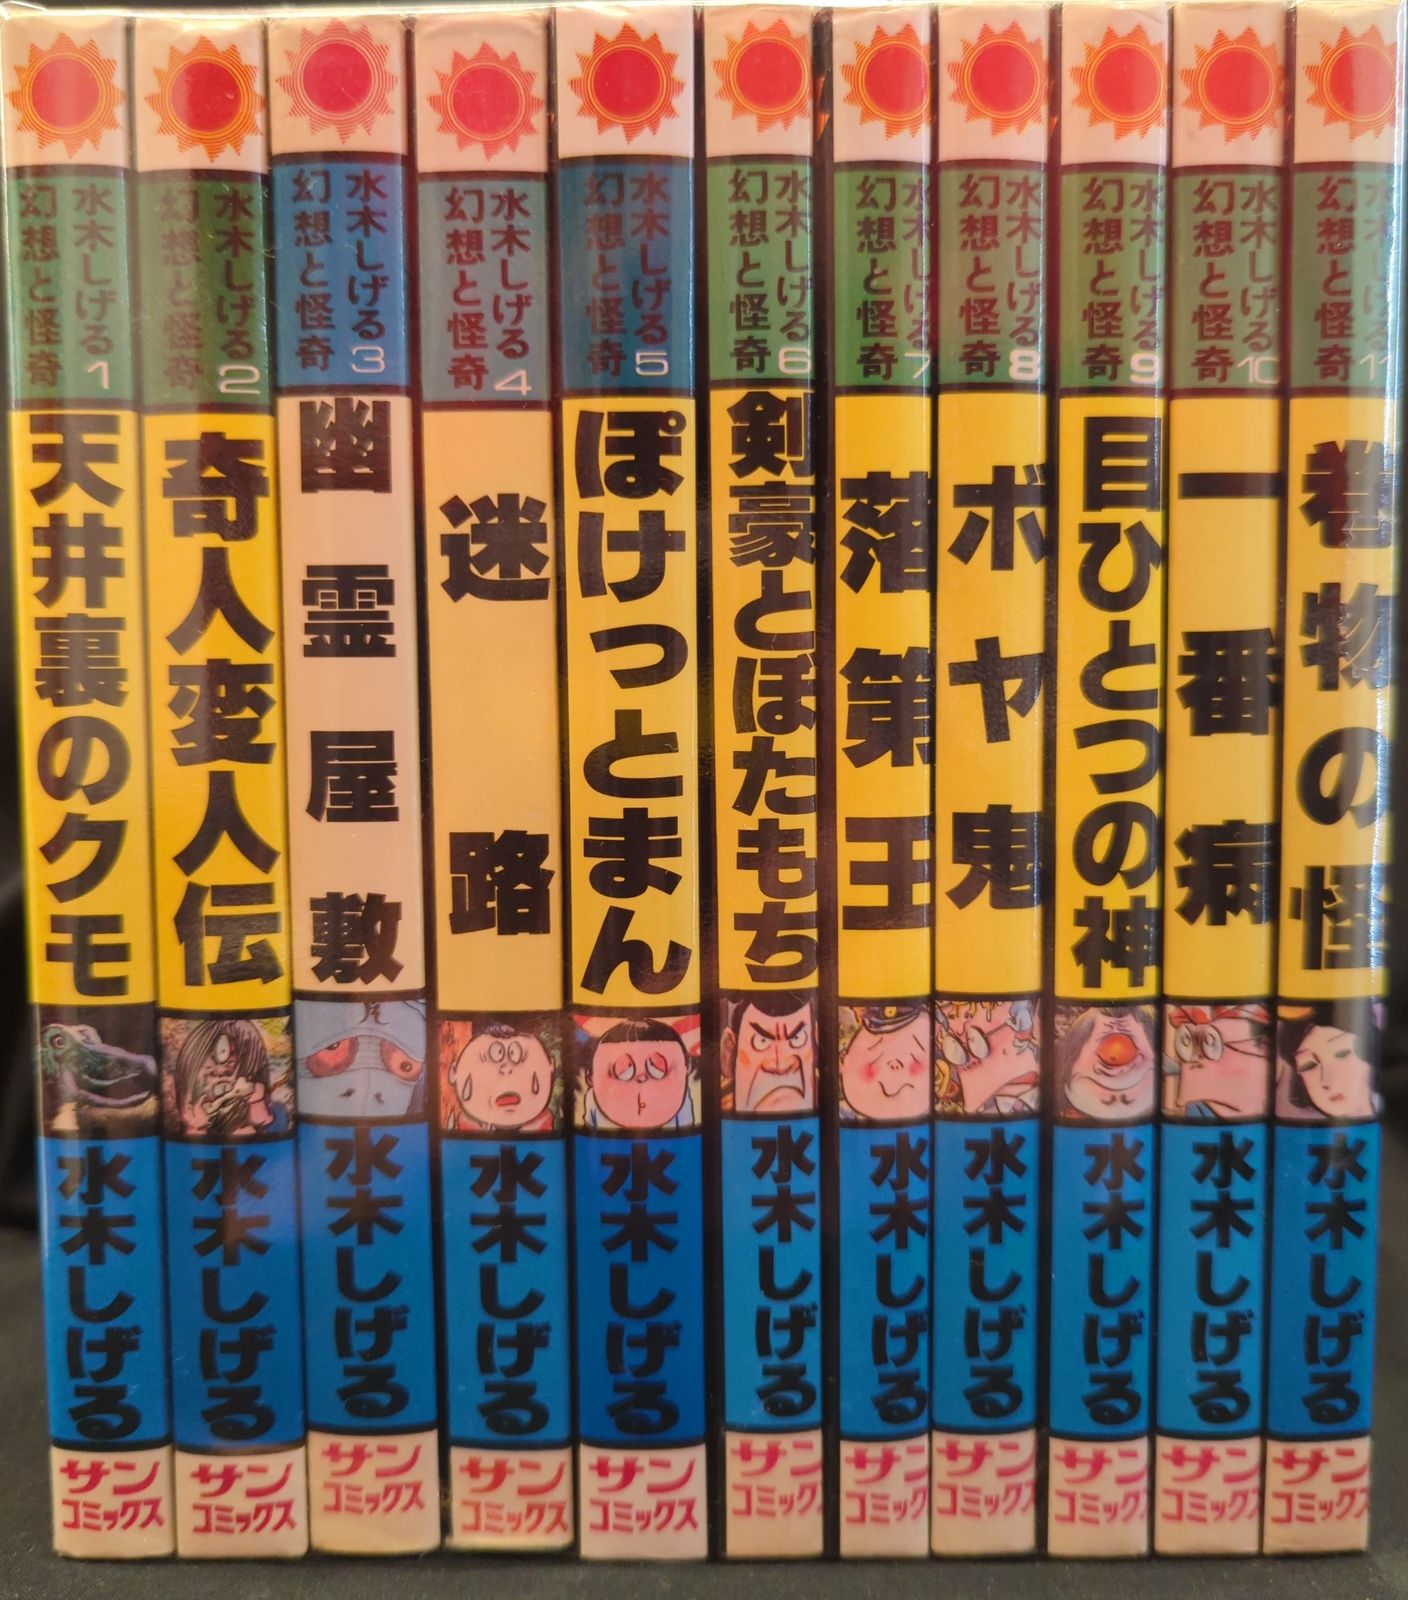 水木しげる
幻想と怪奇
1
天井裏のクモ
水木しげる
サン
コミックス
水木しげる
幻想と怪奇
2
奇人変人伝
水木しげる
サン
コミックス
水木しげる
幻想と怪奇
3
幽霊屋敷
水木しげる
サン
コミックス
水木しげる
幻想と怪奇
4
迷路
水木しげる
サン
コミックス
水木しげる
幻想と怪奇
5
ぽけっとまん
水木しげる
サン
コミックス
水木しげる
幻想と怪奇
6
剣豪とぼたもち
水木しげる
サン
コミックス
水木しげる
幻想と怪奇
7
落第王
水木しげる
サン
コミックス
水木しげる
幻想と怪奇
8
ボヤ鬼
水木しげる
サン
コミックス
水木しげる
幻想と怪奇
9
目ひとつの神
水木しげる
サン
コミックス
水木しげる
幻想と怪奇
10
一番病
水木しげる
サン
コミックス
水木しげる
幻想と怪奇
11
巻物の怪
水木しげる
サン
コミックス